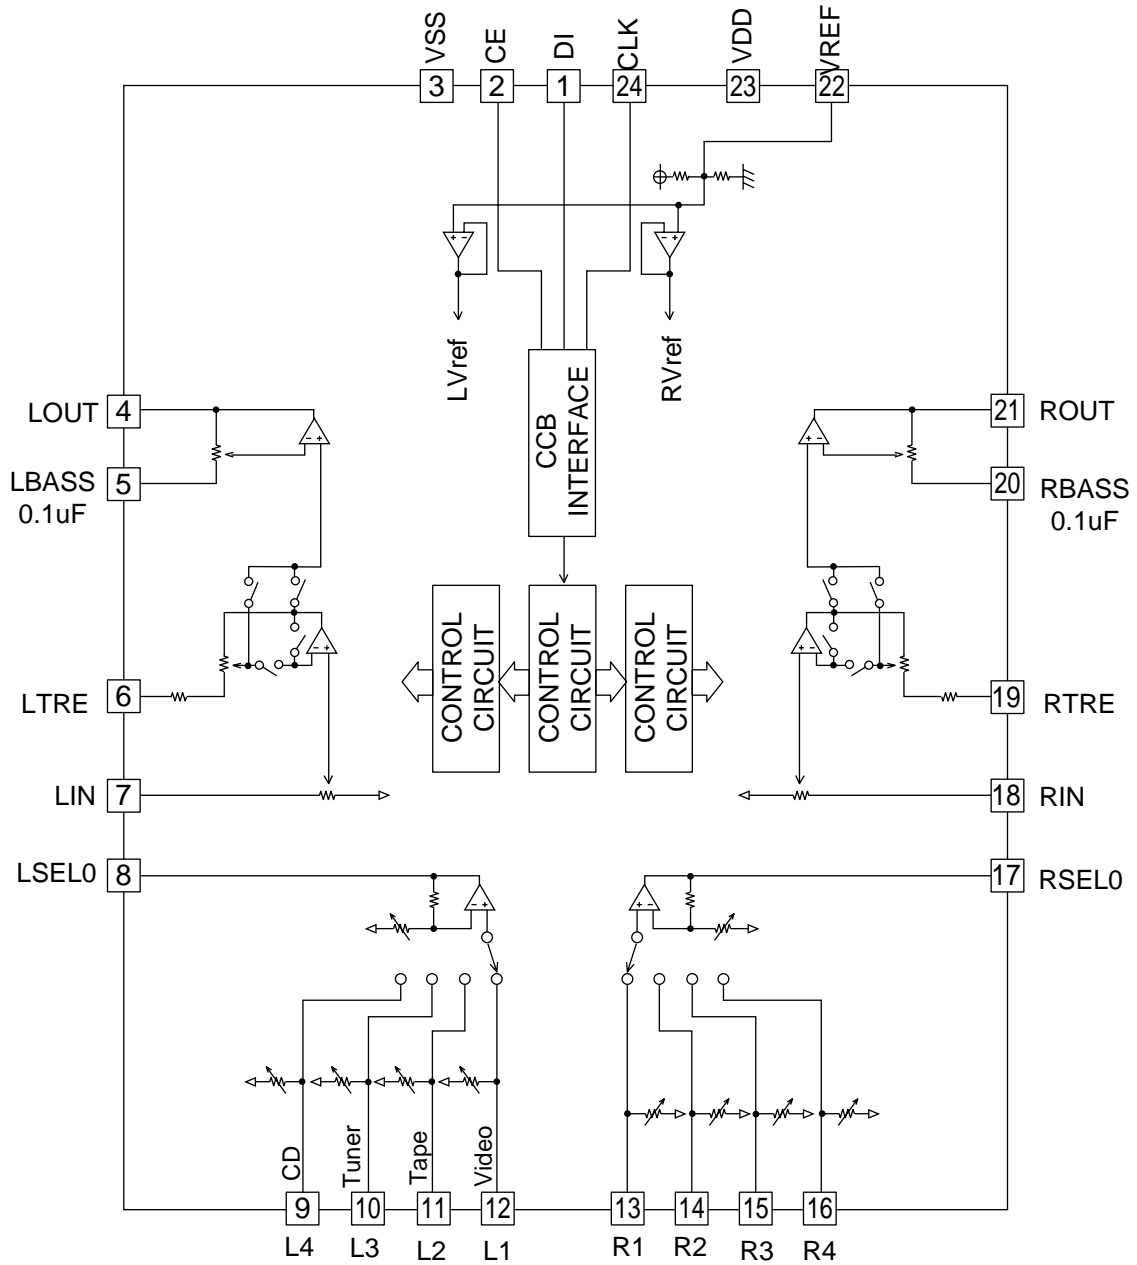 VSS
CE
DI
CLK
VDD
VREF
3
2
1
24
23
22
+ -
- +
LVref
RVref
CCB
INTERFACE
LOUT 4
- +
LBASS 5
0.1uF
21 ROUT
+ -
20 RBASS
0.1uF
CONTROL
CIRCUIT
CONTROL
CIRCUIT
CONTROL
CIRCUIT
- +
+ -
LTRE 6
19 RTRE
LIN 7
18 RIN
LSEL0 8
17 RSEL0
- +
+ -
CD
Tuner
Tape
Video
9
10
11
12
13
14
15
16
L4
L3
L2
L1
R1
R2
R3
R4